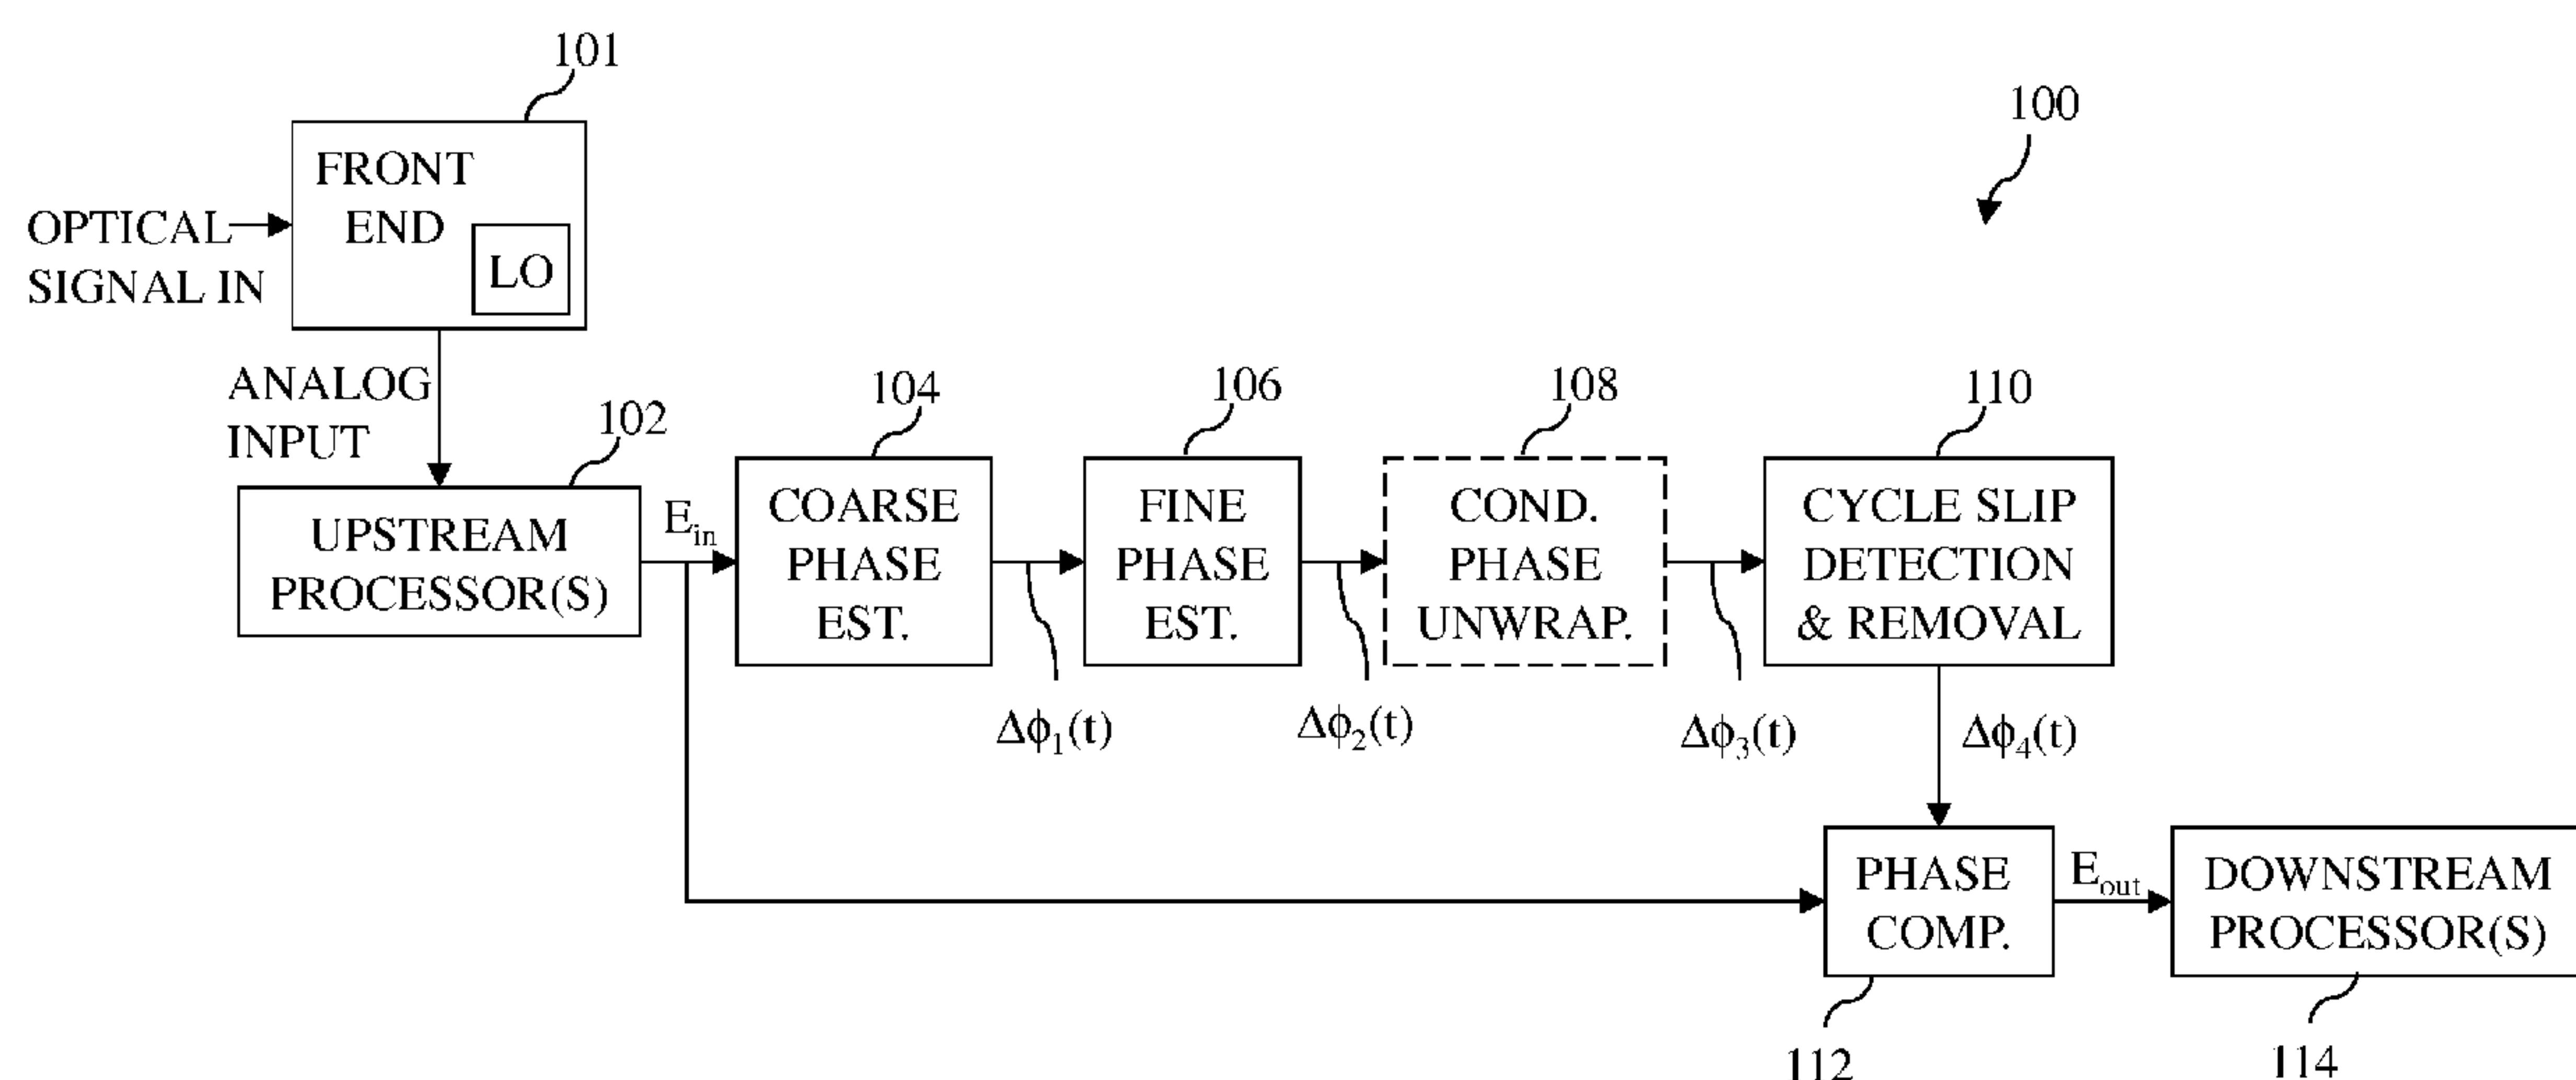 101
100
FRONT
END
LO
OPTICAL
SIGNAL IN
ANALOG
INPUT
102
104
106
108
110
UPSTREAM
PROCESSOR(S)
E_in
COARSE
PHASE
EST.
FINE
PHASE
EST.
COND.
PHASE
UNWRAP.
CYCLE SLIP
DETECTION
& REMOVAL
Δϕ₁(t)
Δϕ₂(t)
Δϕ₃(t)
Δϕ₄(t)
PHASE
COMP.
E_out
DOWNSTREAM
PROCESSOR(S)
112
114